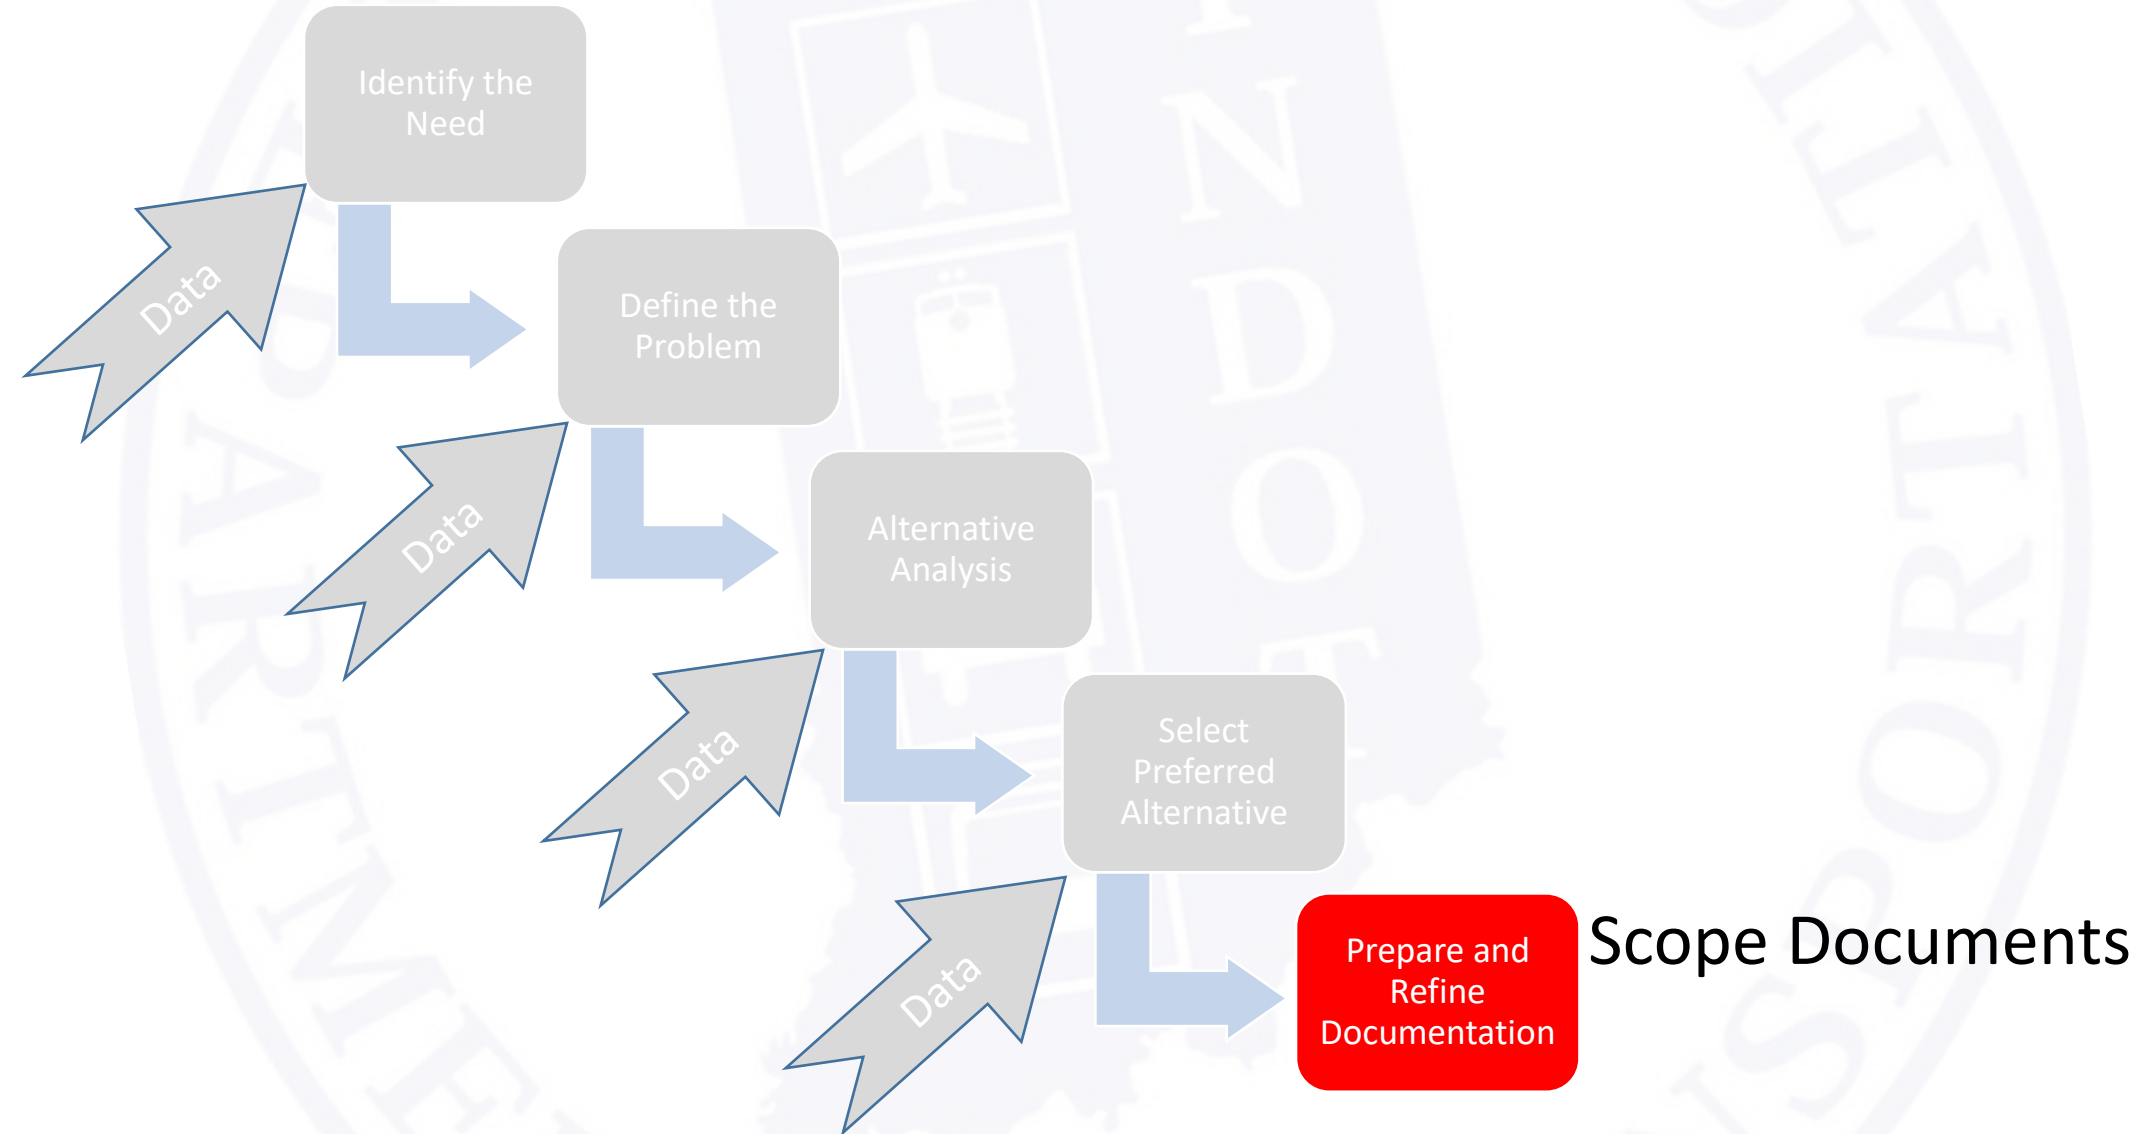 Identify the
Need
Data
Define the
Problem
Data
Alternative
Analysis
Data
Select
Preferred
Alternative
Data
Prepare and
Refine
Documentation
Scope Documents
INDOT